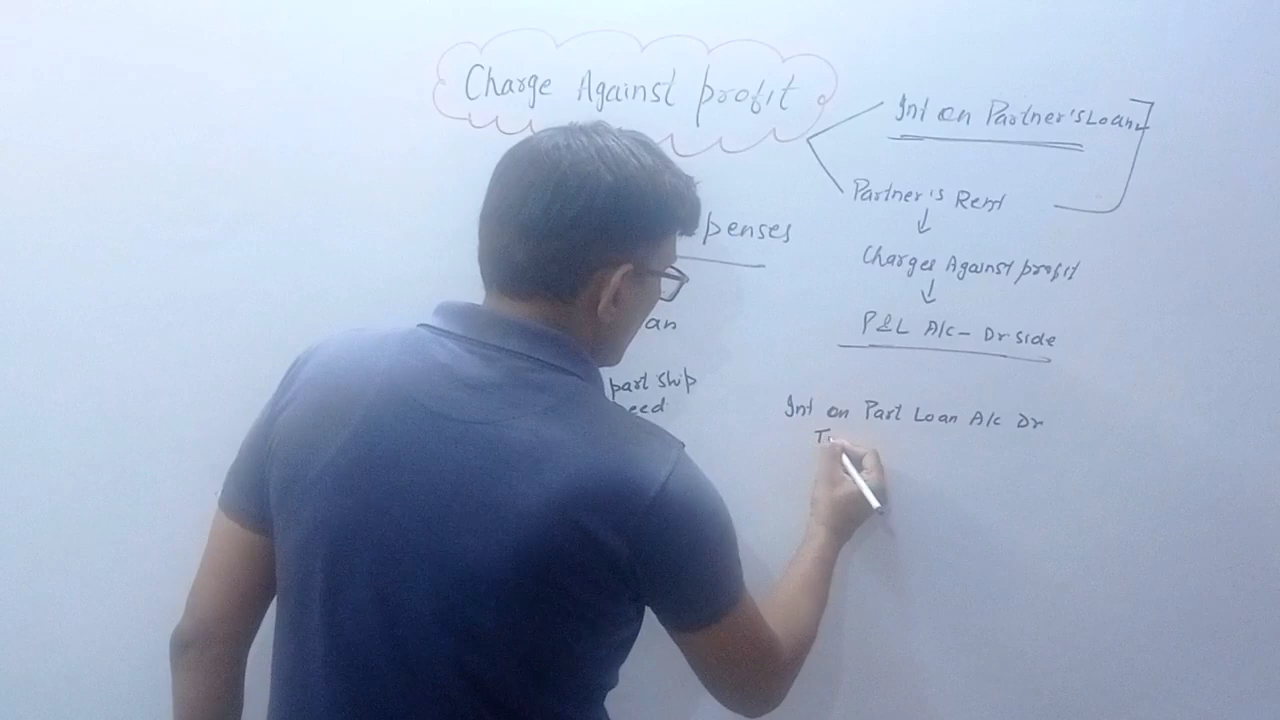 Charge Against profit
Int on Partner's Loan
Partner's Rent
Charges Against profit
P&L A/c - Dr side
penses
an
part ship
eed
Int on Part Loan A/c Dr
To